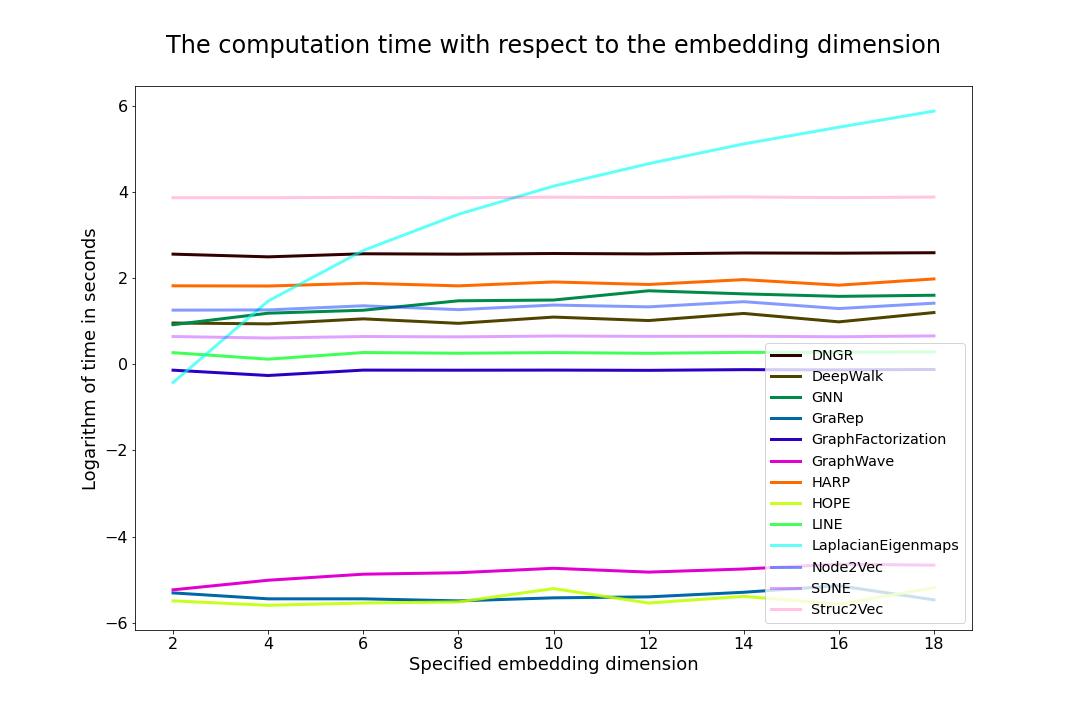 The computation time with respect to the embedding dimension
Logarithm of time in seconds
6
4
2
0
−2
−4
−6
DNGR
DeepWalk
GNN
GraRep
GraphFactorization
GraphWave
HARP
HOPE
LINE
LaplacianEigenmaps
Node2Vec
SDNE
Struc2Vec
2 4 6 8 10 12 14 16 18
Specified embedding dimension